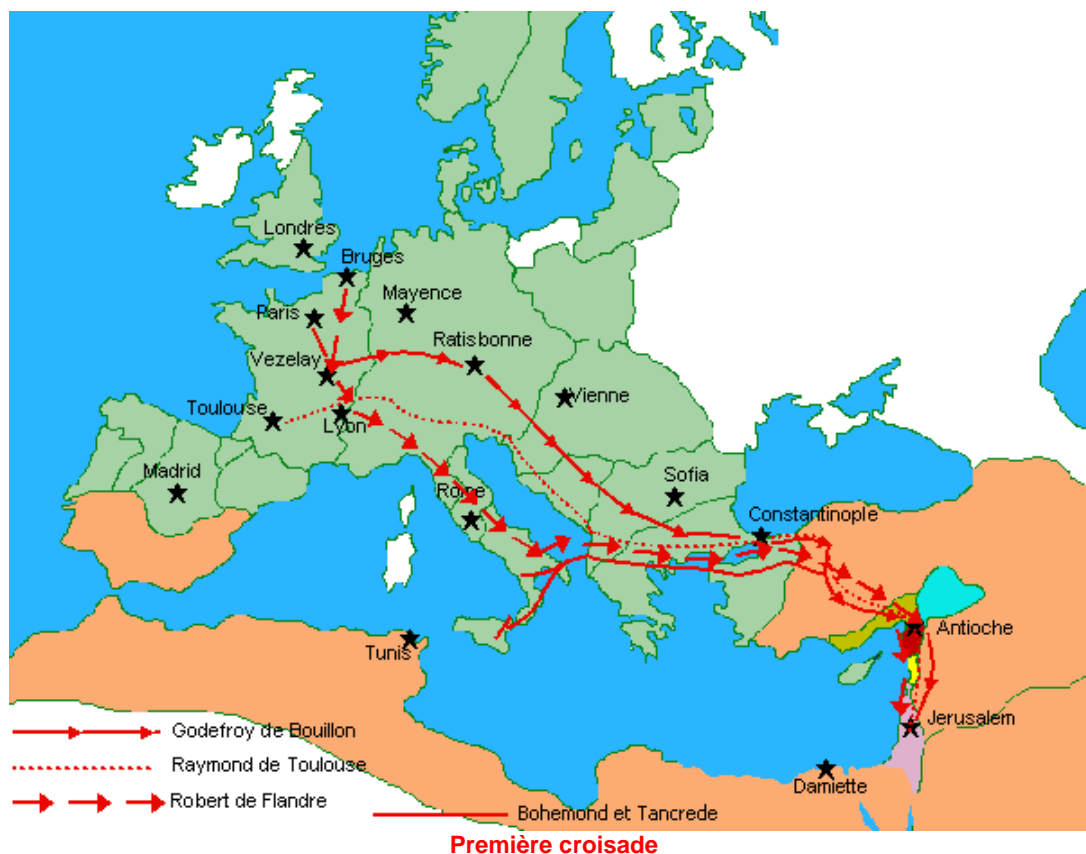 Londres
Bruges
Mayence
Paris
Ratisbonne
Vezelay
Vienne
Toulouse
Lyon
Madrid
Sofia
Rome
Constantinople
Antioche
Tunis
Jerusalem
Godefroy de Bouillon
Raymond de Toulouse
Damiette
Robert de Flandre
Bohemond et Tancrede
Première croisade